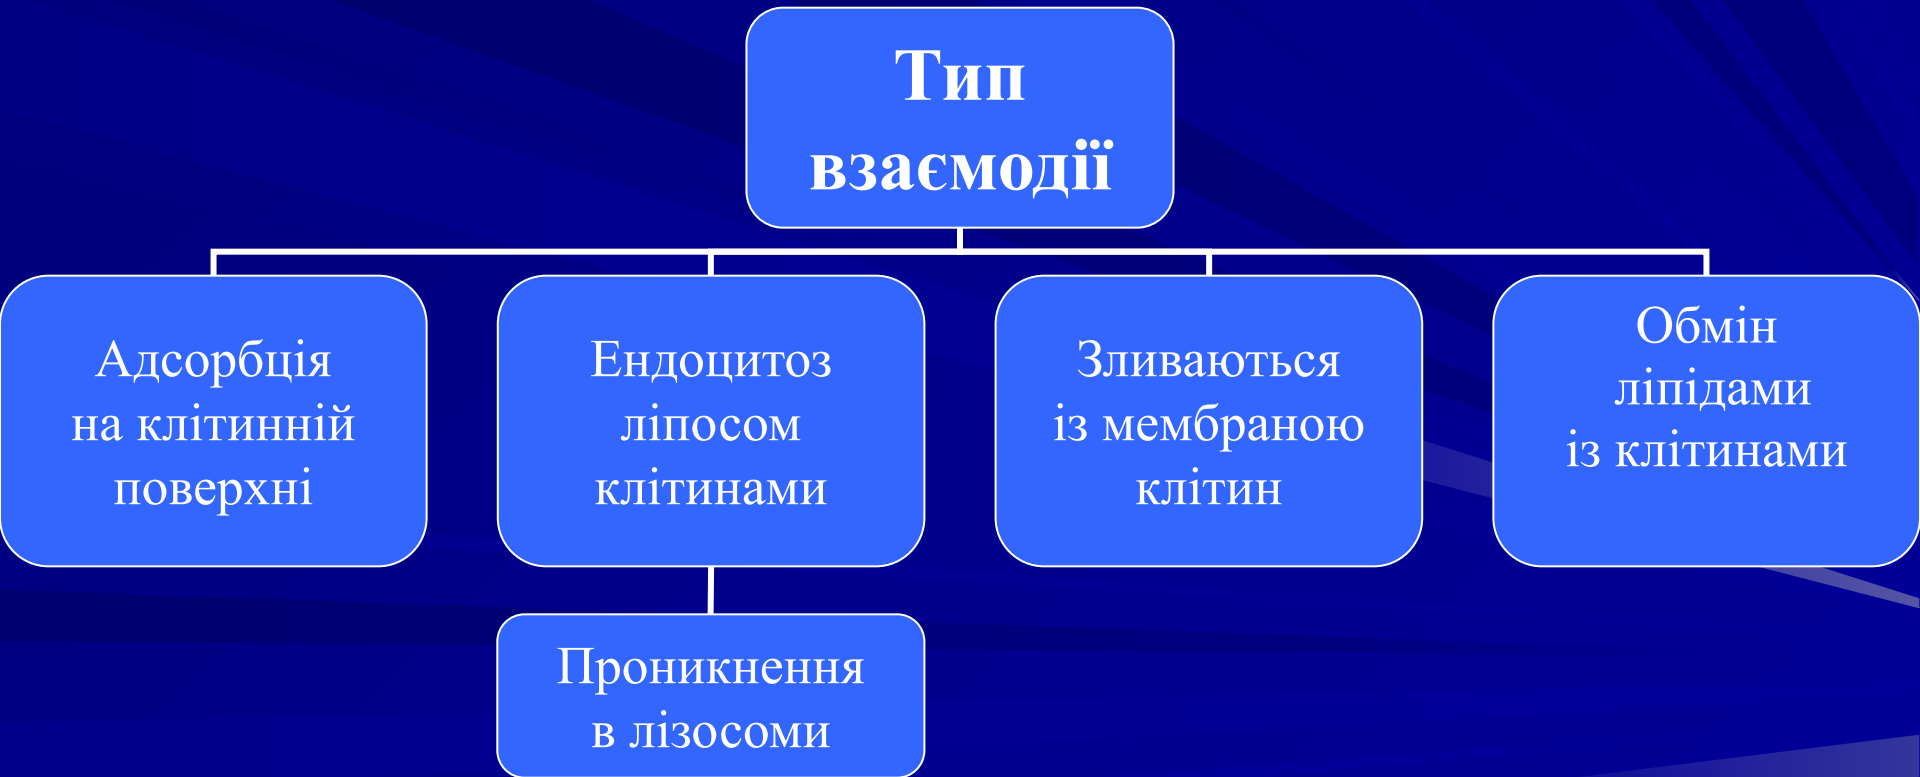 Тип
взаємодії
Адсорбція
на клітинній
поверхні
Ендоцитоз
ліпосом
клітинами
Зливаються
із мембраною
клітин
Обмін
ліпідами
із клітинами
Проникнення
в лізосоми